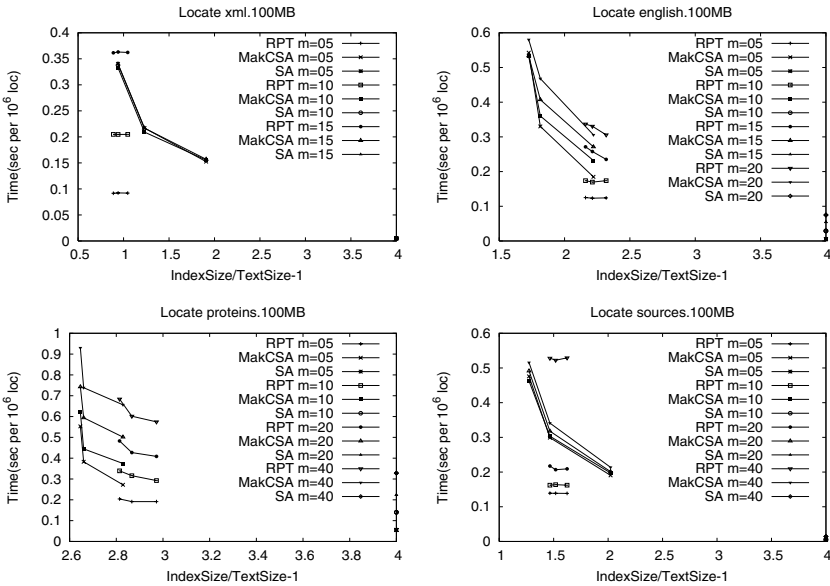 Locate xml.100MB
Time(sec per 10^6 loc)
0.4
0.35
0.3
0.25
0.2
0.15
0.1
0.05
0
0.5
1
1.5
2
2.5
3
3.5
4
IndexSize/TextSize-1
RPT m=05
MakCSA m=05
SA m=05
RPT m=10
MakCSA m=10
SA m=10
RPT m=15
MakCSA m=15
SA m=15
Locate english.100MB
Time(sec per 10^6 loc)
0.6
0.5
0.4
0.3
0.2
0.1
0
1.5
2
2.5
3
3.5
4
IndexSize/TextSize-1
RPT m=05
MakCSA m=05
SA m=05
RPT m=10
MakCSA m=10
SA m=10
RPT m=15
MakCSA m=15
SA m=15
RPT m=20
MakCSA m=20
SA m=20
Locate proteins.100MB
Time(sec per 10^6 loc)
1
0.9
0.8
0.7
0.6
0.5
0.4
0.3
0.2
0.1
0
2.6
2.8
3
3.2
3.4
3.6
3.8
4
IndexSize/TextSize-1
RPT m=05
MakCSA m=05
SA m=05
RPT m=10
MakCSA m=10
SA m=10
RPT m=20
MakCSA m=20
SA m=20
RPT m=40
MakCSA m=40
SA m=40
Locate sources.100MB
Time(sec per 10^6 loc)
0.6
0.5
0.4
0.3
0.2
0.1
0
1
1.5
2
2.5
3
3.5
4
IndexSize/TextSize-1
RPT m=05
MakCSA m=05
SA m=05
RPT m=10
MakCSA m=10
SA m=10
RPT m=20
MakCSA m=20
SA m=20
RPT m=40
MakCSA m=40
SA m=40